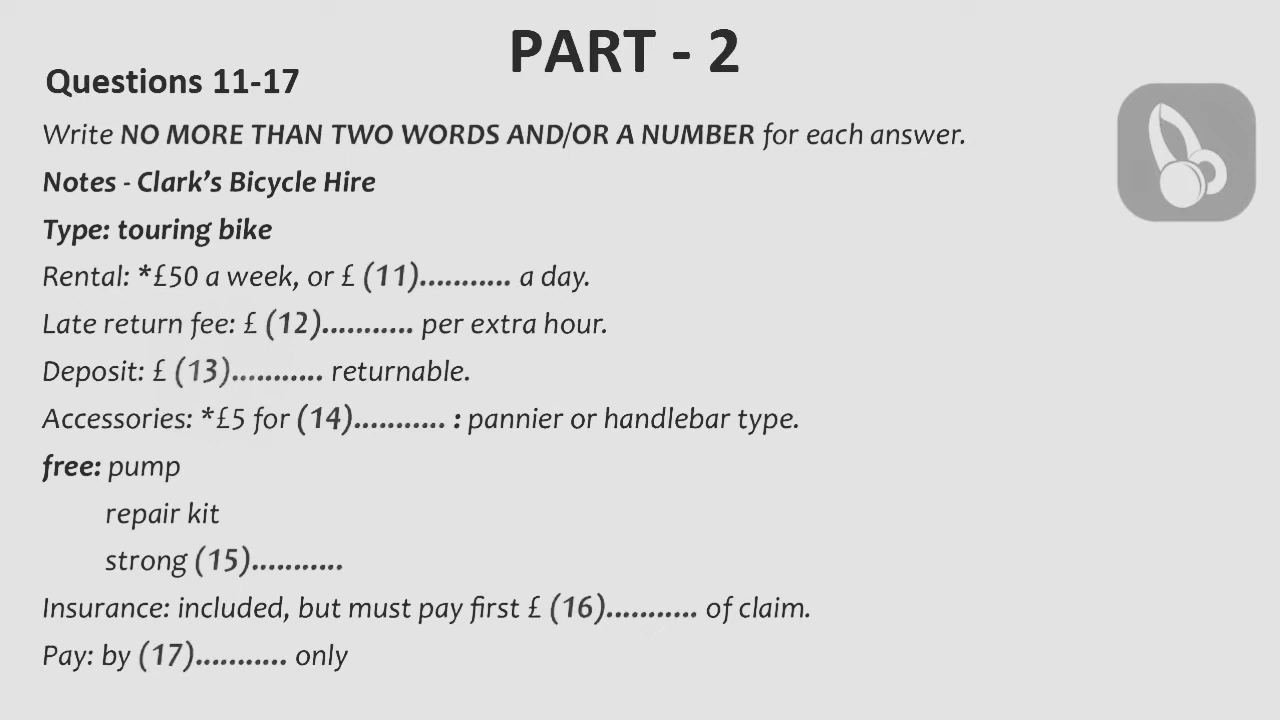 PART - 2
Questions 11-17
Write NO MORE THAN TWO WORDS AND/OR A NUMBER for each answer.
Notes - Clark's Bicycle Hire
Type: touring bike
Rental: *£50 a week, or £ (11)........... a day.
Late return fee: £ (12)........... per extra hour.
Deposit: £ (13)........... returnable.
Accessories: *£5 for (14)........... : pannier or handlebar type.
free: pump
repair kit
strong (15)...........
Insurance: included, but must pay first £ (16)........... of claim.
Pay: by (17)........... only